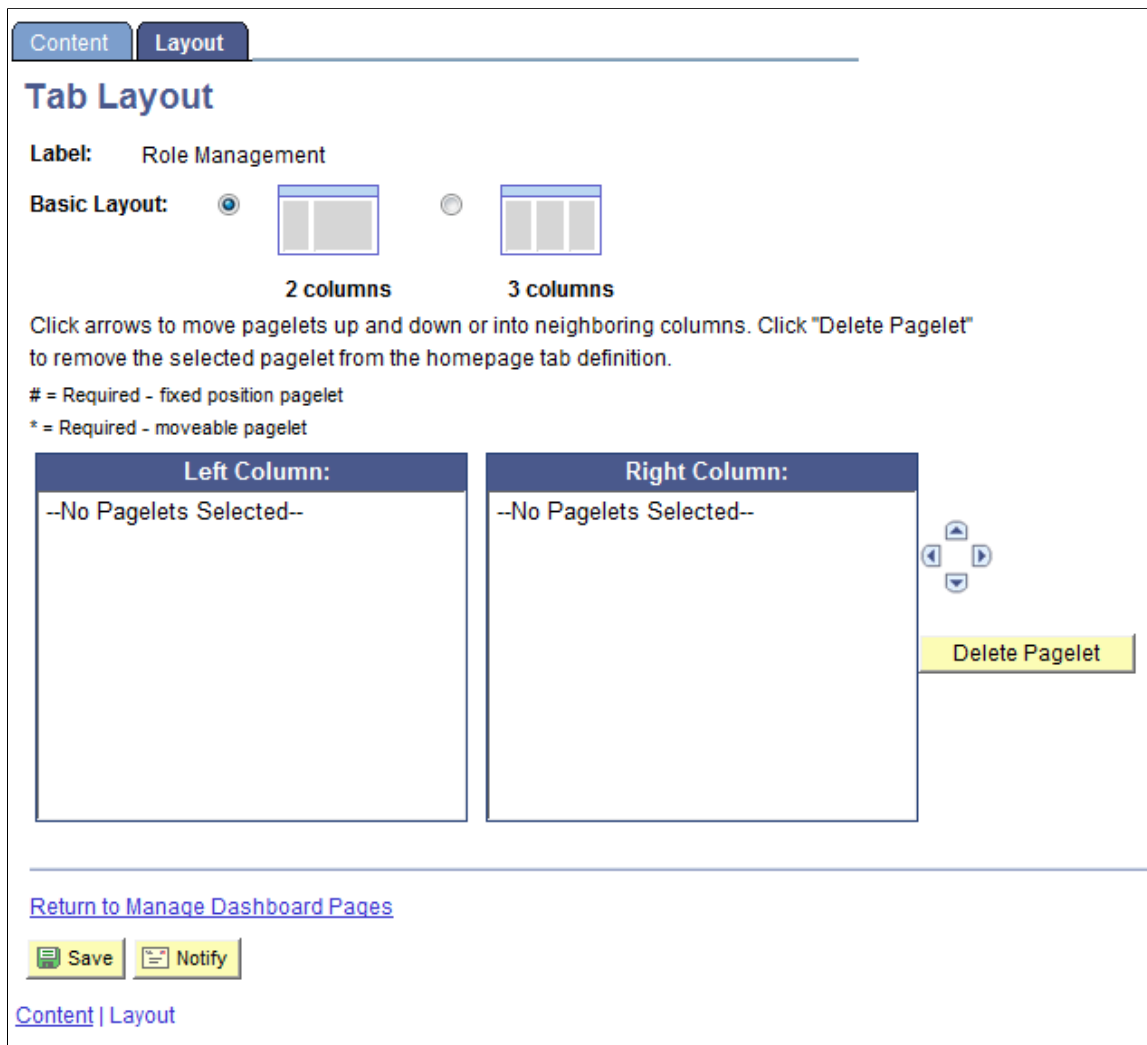 Content Layout
Tab Layout
Label: Role Management
Basic Layout:
2 columns 3 columns
Click arrows to move pagelets up and down or into neighboring columns. Click "Delete Pagelet"
to remove the selected pagelet from the homepage tab definition.
# = Required - fixed position pagelet
* = Required - moveable pagelet
Left Column: Right Column:
--No Pagelets Selected-- --No Pagelets Selected--
Delete Pagelet
Return to Manage Dashboard Pages
Save Notify
Content | Layout